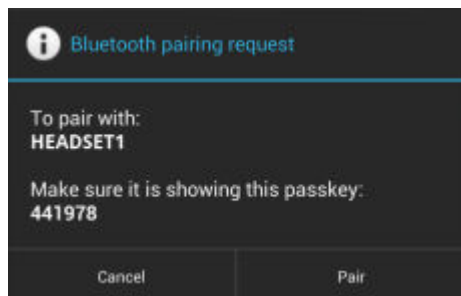 Bluetooth pairing request
To pair with:
HEADSET1
Make sure it is showing this passkey:
441978
Cancel
Pair